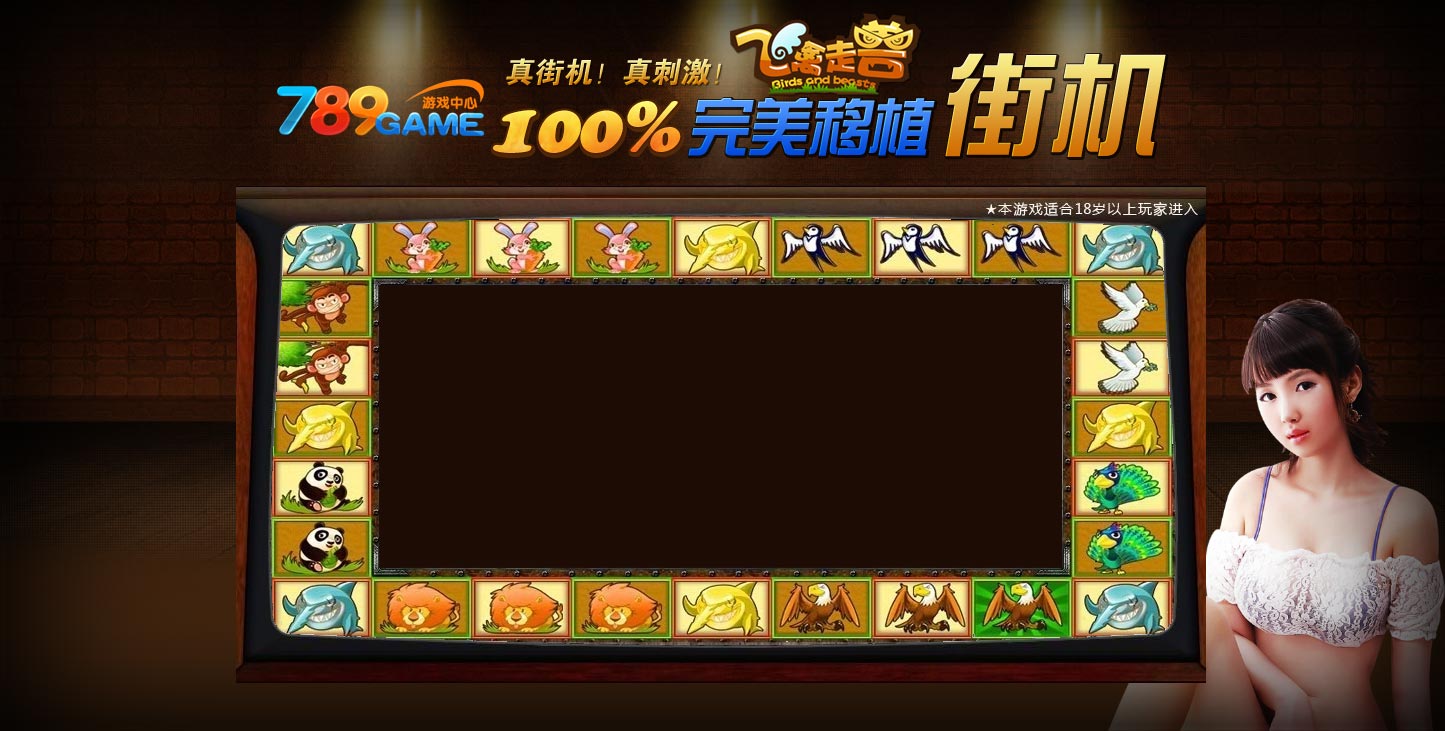 789GAME 游戏中心
真街机！真刺激！
飞禽走兽
Birds and beasts
100%完美移植街机
★本游戏适合18岁以上玩家进入